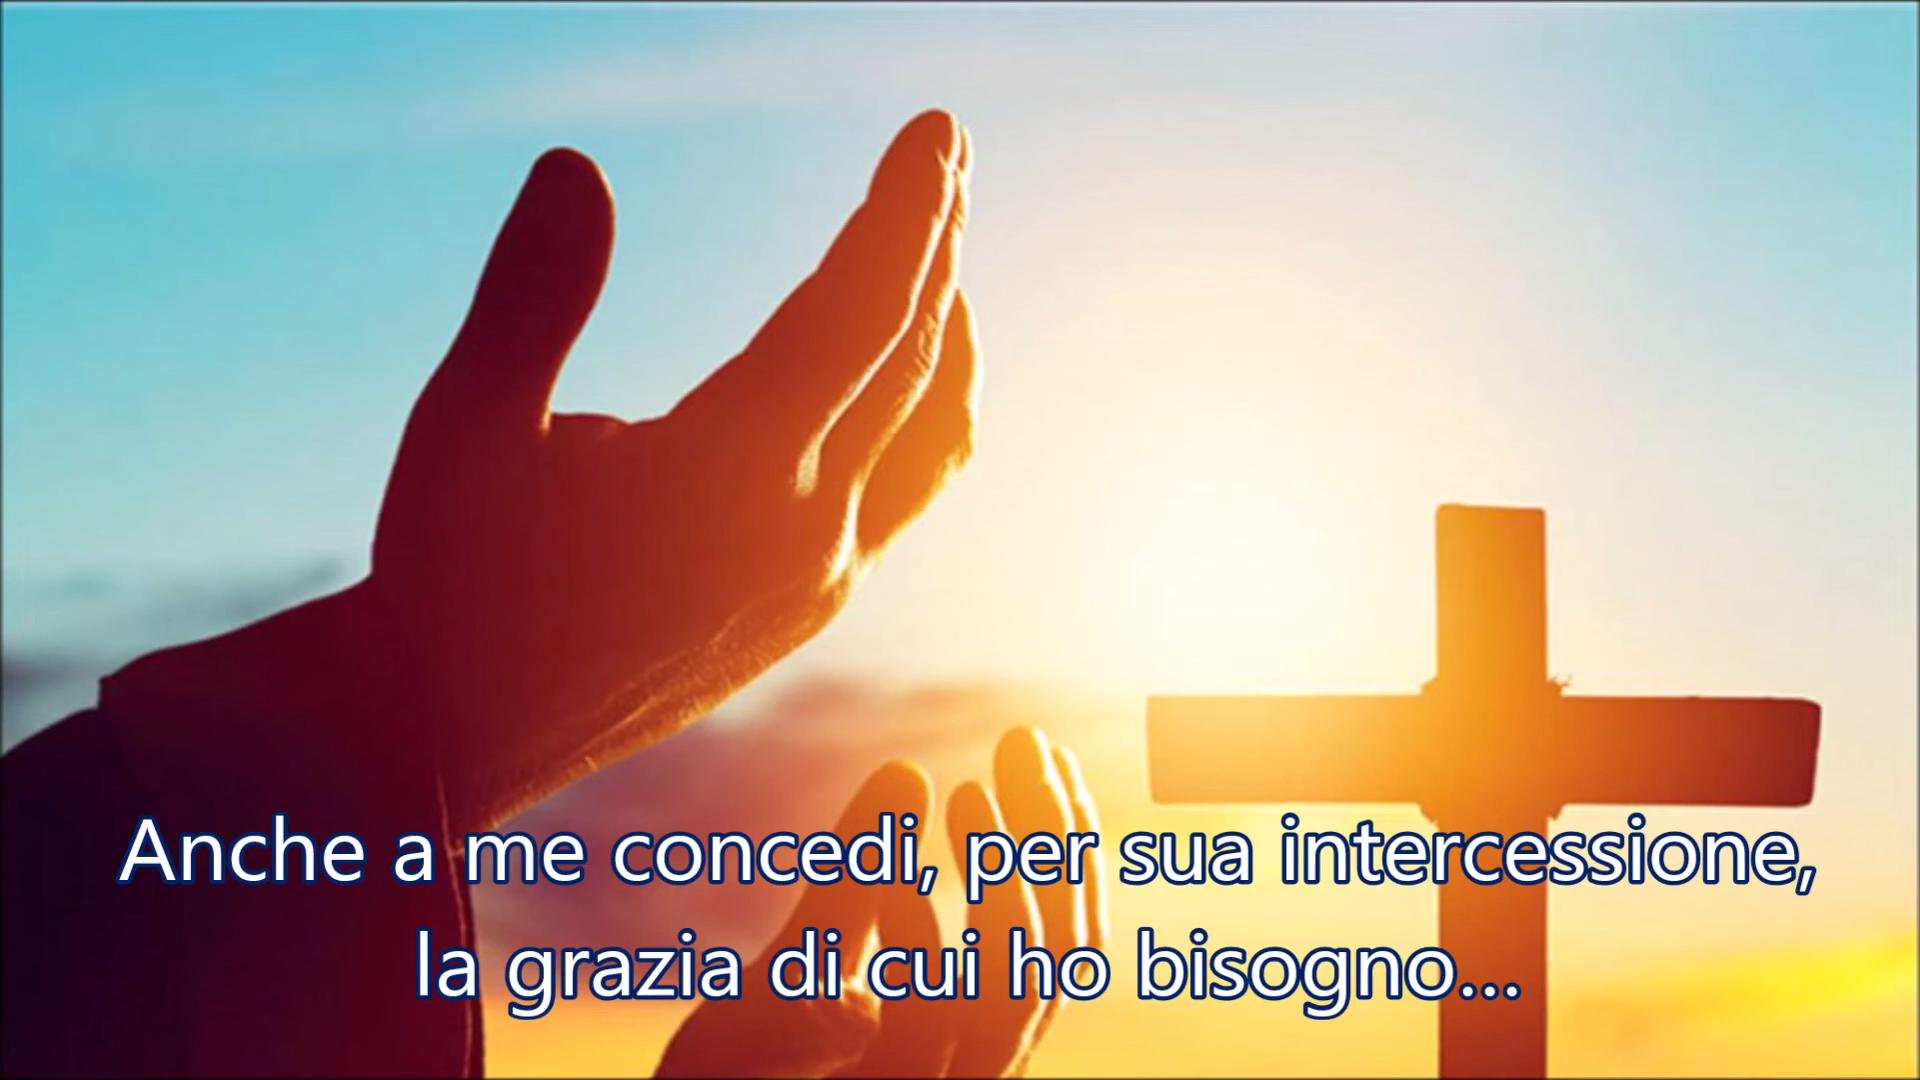 Anche a me concedi, per sua intercessione,
la grazia di cui ho bisogno...